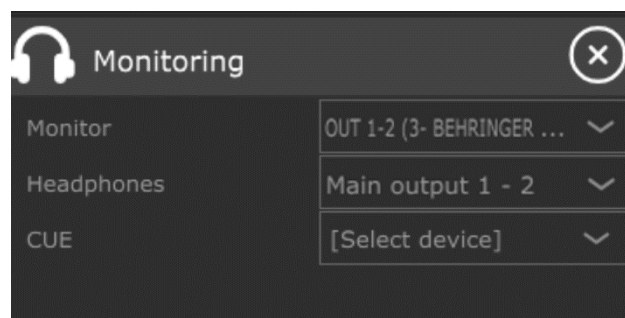 Monitoring
Monitor OUT 1-2 (3- BEHRINGER ...
Headphones Main output 1 - 2
CUE [Select device]